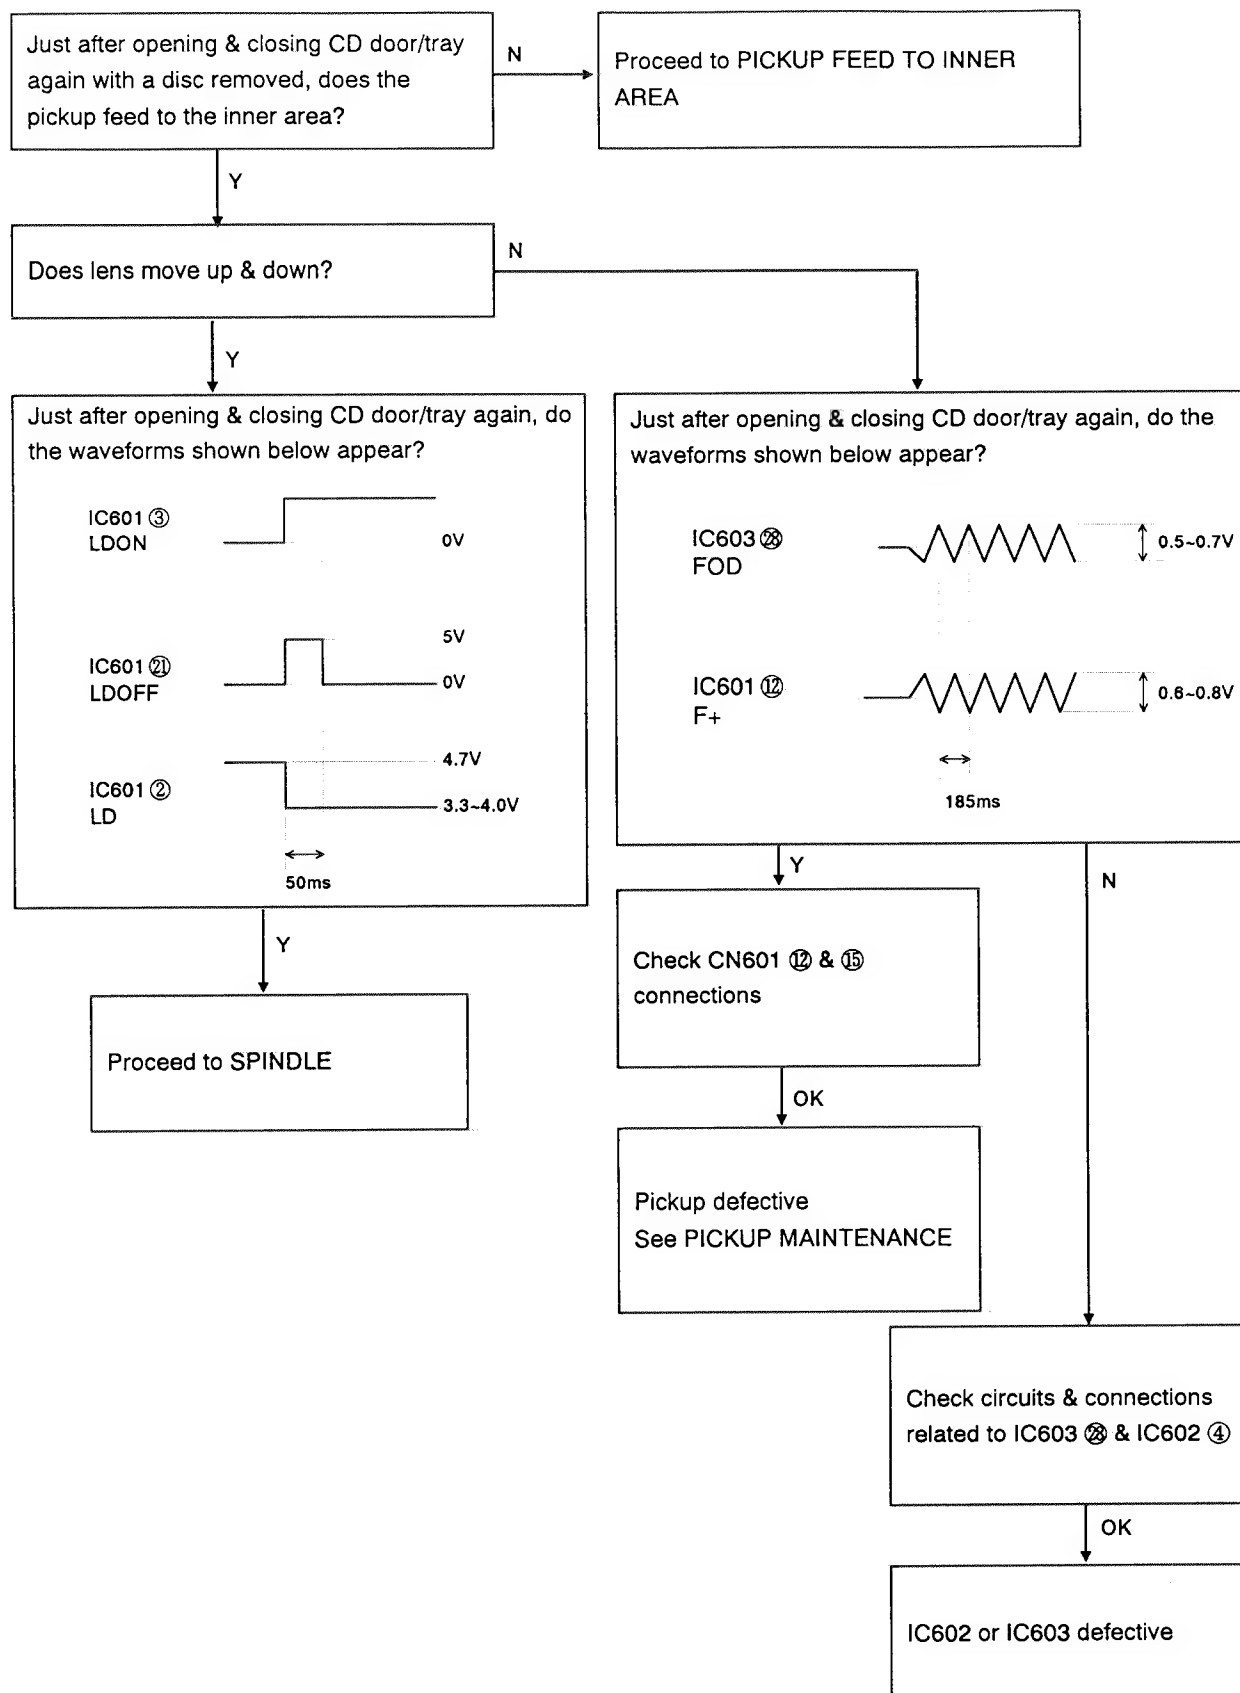 Just after opening & closing CD door/tray
again with a disc removed, does the
pickup feed to the inner area?
N
Proceed to PICKUP FEED TO INNER
AREA
Y
Does lens move up & down?
N
Y
Just after opening & closing CD door/tray again, do
the waveforms shown below appear?
IC601 ③
LDON
0V
IC601 ㉑
LDOFF
5V
0V
IC601 ②
LD
4.7V
3.3~4.0V
50ms
Y
Proceed to SPINDLE
Just after opening & closing CD door/tray again, do the
waveforms shown below appear?
IC603 ㉘
FOD
0.5~0.7V
IC601 ⑫
F+
0.6~0.8V
185ms
Y
N
Check CN601 ⑫ & ⑮
connections
OK
Pickup defective
See PICKUP MAINTENANCE
Check circuits & connections
related to IC603 ㉘ & IC602 ④
OK
IC602 or IC603 defective